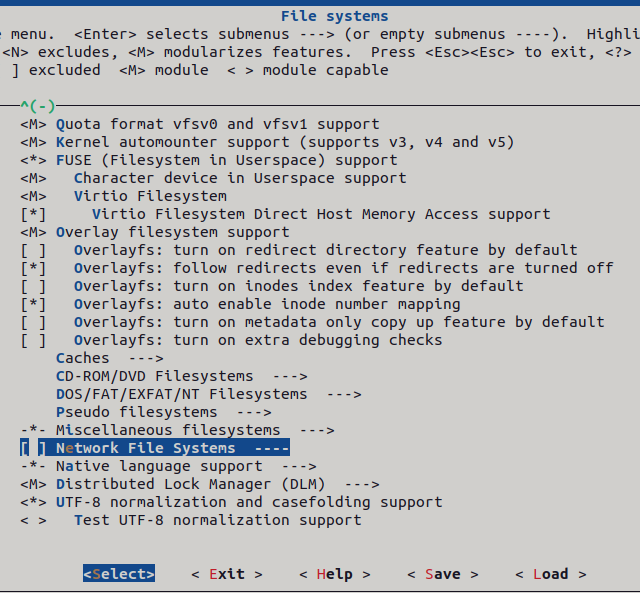 File systems
menu.  <Enter> selects submenus ---> (or empty submenus ----).  Highli
<N> excludes, <M> modularizes features.  Press <Esc><Esc> to exit, <?>
] excluded  <M> module  < > module capable
^(-)
<M> Quota format vfsv0 and vfsv1 support
<M> Kernel automounter support (supports v3, v4 and v5)
<*> FUSE (Filesystem in Userspace) support
<M>   Character device in Userspace support
<M>   Virtio Filesystem
[*]     Virtio Filesystem Direct Host Memory Access support
<M> Overlay filesystem support
[ ]   Overlayfs: turn on redirect directory feature by default
[*]   Overlayfs: follow redirects even if redirects are turned off
[ ]   Overlayfs: turn on inodes index feature by default
[*]   Overlayfs: auto enable inode number mapping
[ ]   Overlayfs: turn on metadata only copy up feature by default
[ ]   Overlayfs: turn on extra debugging checks
Caches  --->
CD-ROM/DVD Filesystems  --->
DOS/FAT/EXFAT/NT Filesystems  --->
Pseudo filesystems  --->
-*- Miscellaneous filesystems  --->
[ ] Network File Systems  ----
-*- Native language support  --->
<M> Distributed Lock Manager (DLM)  --->
<*> UTF-8 normalization and casefolding support
< >   Test UTF-8 normalization support
<Select>    < Exit >    < Help >    < Save >    < Load >